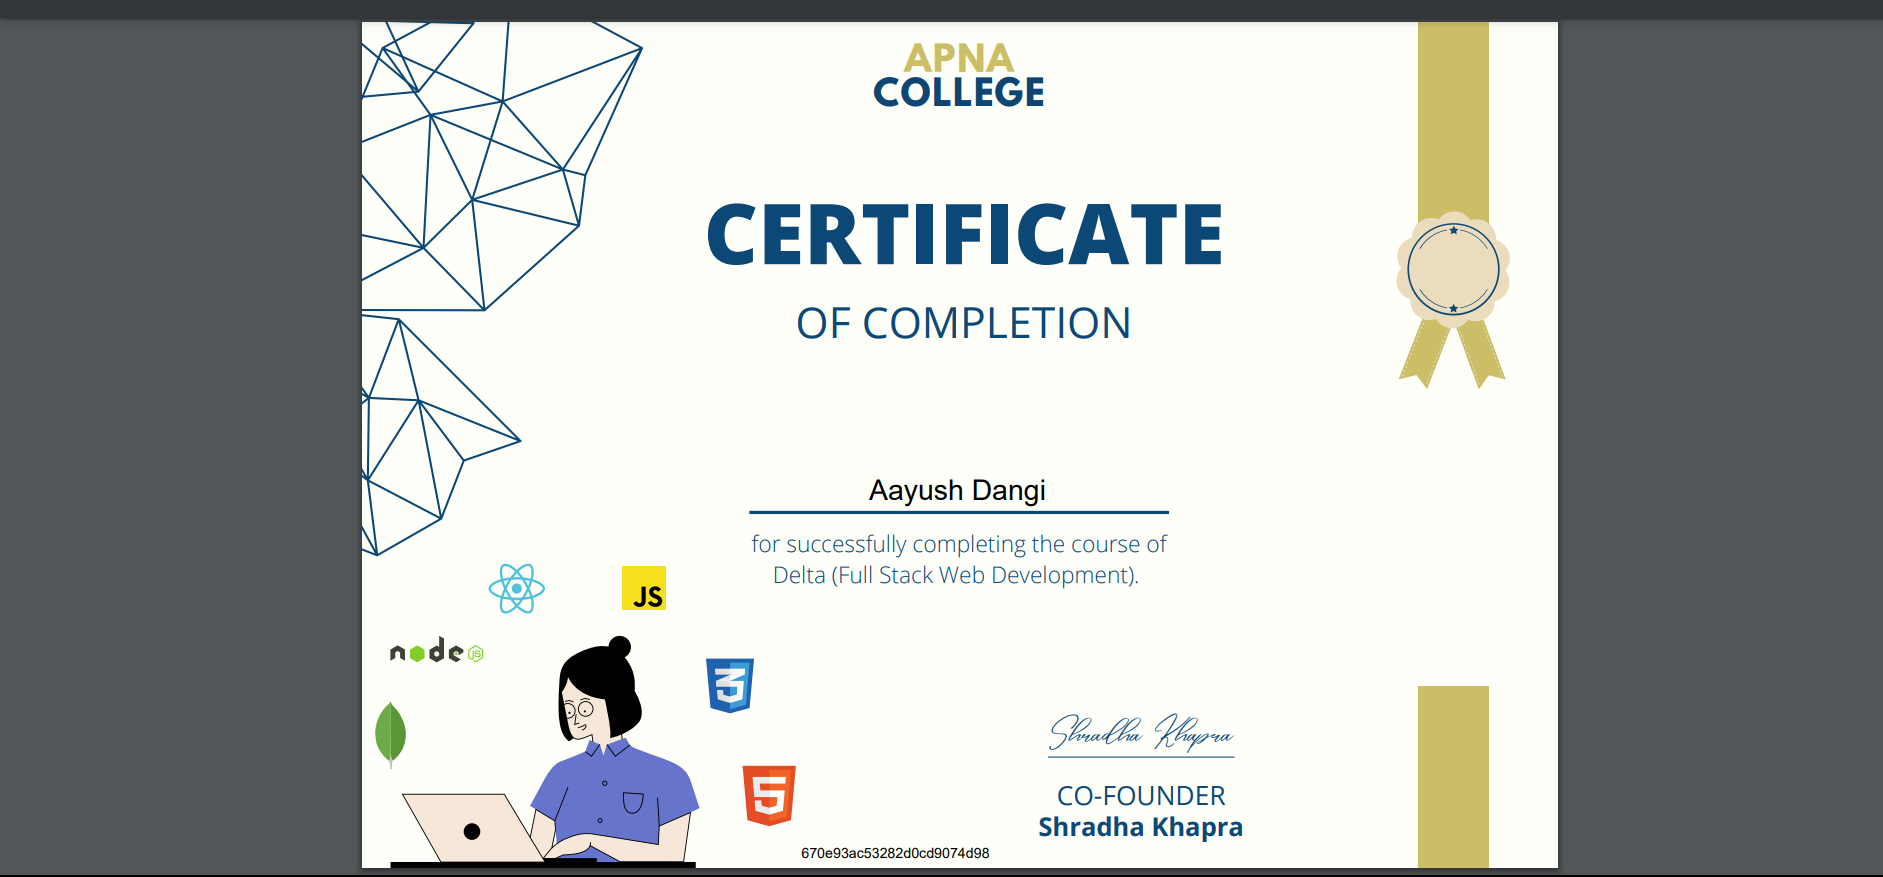 APNA
COLLEGE
CERTIFICATE
OF COMPLETION
Aayush Dangi
for successfully completing the course of
Delta (Full Stack Web Development).
JS
node JS
3
5
Shradha Khapra
CO-FOUNDER
Shradha Khapra
670e93ac53282d0cd9074d98